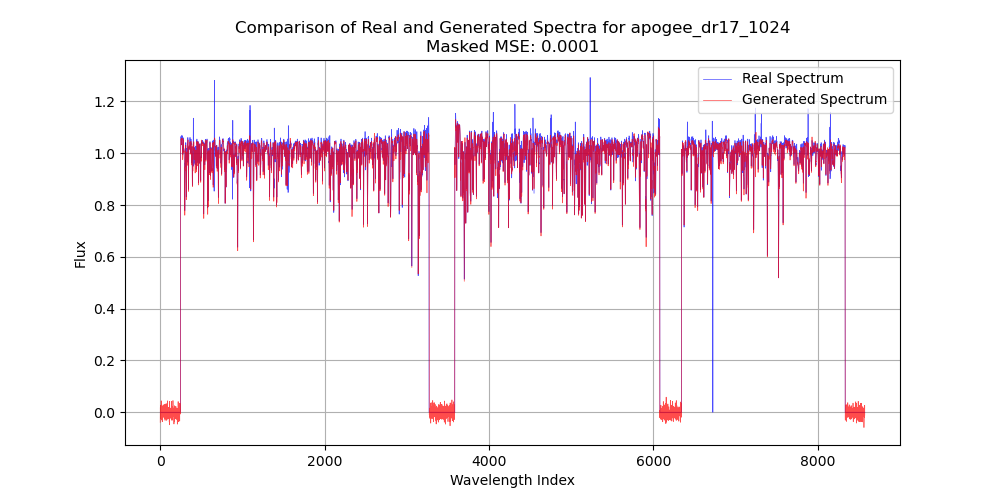 Comparison of Real and Generated Spectra for apogee_dr17_1024
Masked MSE: 0.0001
Real Spectrum
Generated Spectrum
1.2
1.0
0.8
0.6
0.4
0.2
0.0
Flux
0 2000 4000 6000 8000
Wavelength Index